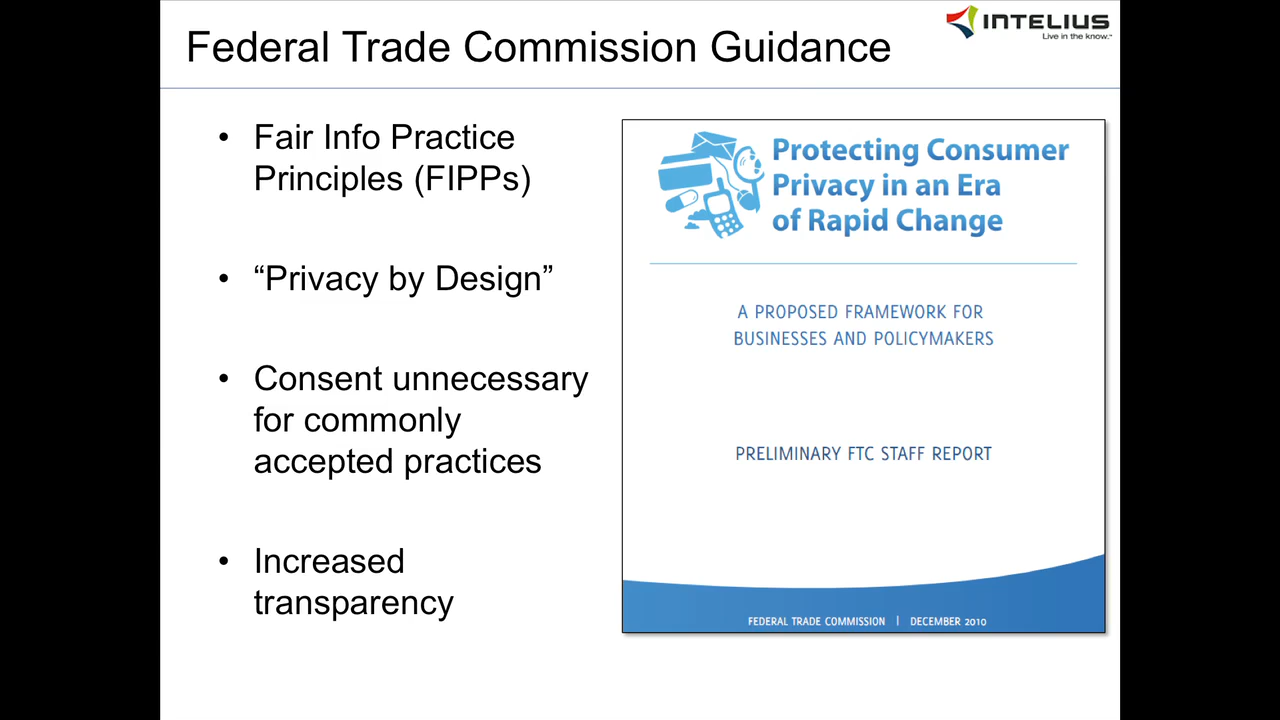 Federal Trade Commission Guidance
INTELIUS
Live in the know.™
• Fair Info Practice
Principles (FIPPs)
• “Privacy by Design”
• Consent unnecessary
for commonly
accepted practices
• Increased
transparency
Protecting Consumer
Privacy in an Era
of Rapid Change
A PROPOSED FRAMEWORK FOR
BUSINESSES AND POLICYMAKERS
PRELIMINARY FTC STAFF REPORT
FEDERAL TRADE COMMISSION | DECEMBER 2010